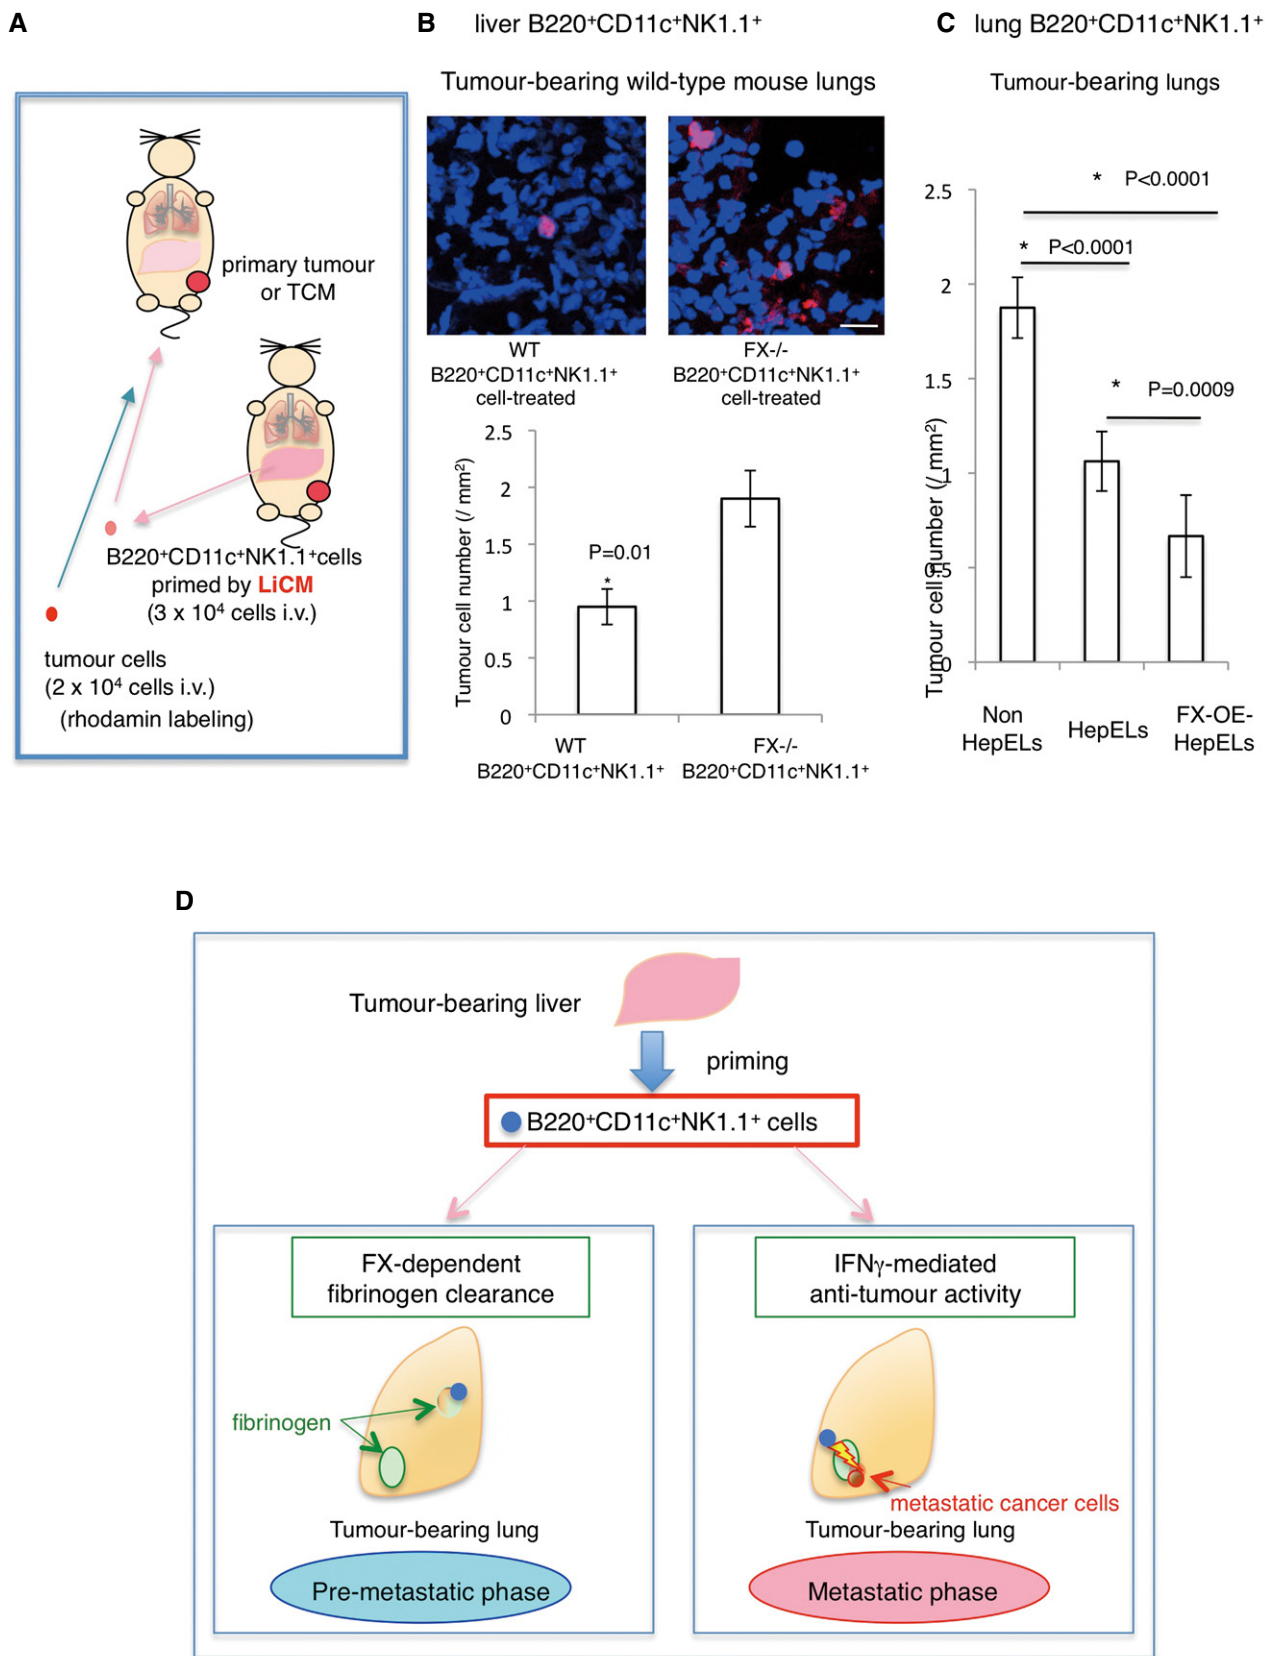 A
primary tumour
or TCM
B220⁺CD11c⁺NK1.1⁺cells
primed by LiCM
(3 x 10⁴ cells i.v.)
tumour cells
(2 x 10⁴ cells i.v.)
(rhodamin labeling)
B
liver B220⁺CD11c⁺NK1.1⁺
Tumour-bearing wild-type mouse lungs
WT
B220⁺CD11c⁺NK1.1⁺
cell-treated
FX-/-
B220⁺CD11c⁺NK1.1⁺
cell-treated
Tumour cell number (/ mm²)
2.5
2
1.5
1
0.5
0
P=0.01
*
WT
B220⁺CD11c⁺NK1.1⁺
FX-/-
B220⁺CD11c⁺NK1.1⁺
C
lung B220⁺CD11c⁺NK1.1⁺
Tumour-bearing lungs
Tumour cell number (/ mm²)
2.5
2
1.5
1
0.5
0
* P<0.0001
* P<0.0001
* P=0.0009
Non
HepELs
HepELs
FX-OE-
HepELs
D
Tumour-bearing liver
priming
B220⁺CD11c⁺NK1.1⁺ cells
FX-dependent
fibrinogen clearance
fibrinogen
Tumour-bearing lung
Pre-metastatic phase
IFNγ-mediated
anti-tumour activity
metastatic cancer cells
Tumour-bearing lung
Metastatic phase